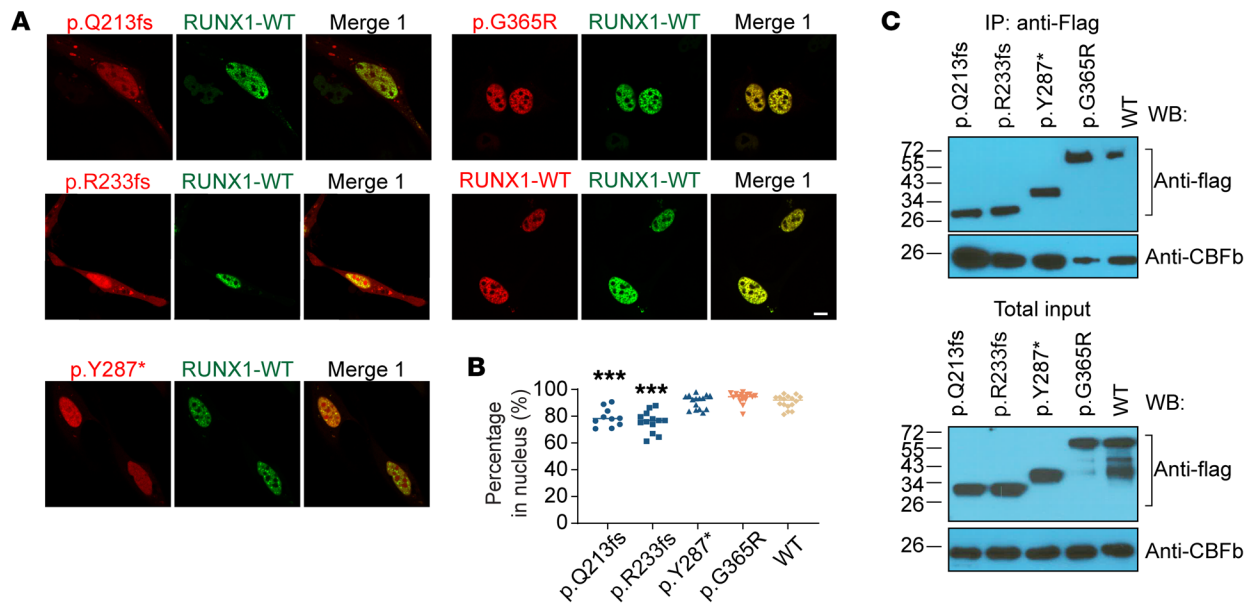 A
p.Q213fs RUNX1-WT Merge 1
p.G365R RUNX1-WT Merge 1
p.R233fs RUNX1-WT Merge 1
RUNX1-WT RUNX1-WT Merge 1
p.Y287* RUNX1-WT Merge 1
B
*** ***
Percentage
in nucleus (%)
100
80
60
40
20
0
p.Q213fs p.R233fs p.Y287* p.G365R WT
C
IP: anti-Flag
p.Q213fs p.R233fs p.Y287* p.G365R WT WB:
72
55
43
34
26
Anti-flag
26
Anti-CBFb
Total input
p.Q213fs p.R233fs p.Y287* p.G365R WT WB:
72
55
43
34
26
Anti-flag
26
Anti-CBFb